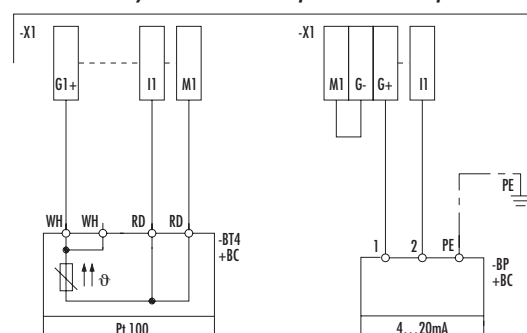 -X1
G1+ I1 M1
WH WH RD RD
-BT4
+BC
ϑ
Pt 100
-X1
M1 G- G+ I1
PE
1 2 PE
-BP
+BC
4...20mA